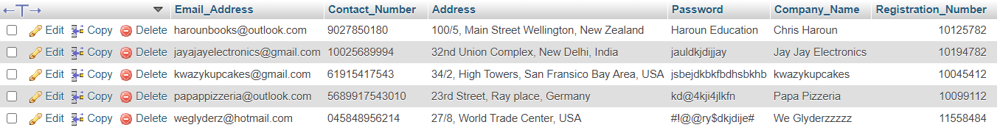 Email_Address Contact_Number Address Password Company_Name Registration_Number
Edit Copy Delete harounbooks@outlook.com 9027850180 100/5, Main Street Wellington, New Zealand Haroun Education Chris Haroun 10125782
Edit Copy Delete jayajayelectronics@gmail.com 10025689994 32nd Union Complex, New Delhi, India jauldkjdijjay Jay Jay Electronics 10194782
Edit Copy Delete kwazykupcakes@gmail.com 61915417543 34/2, High Towers, San Fransico Bay Area, USA jsbejdkbkfbdhsbkhb kwazykupcakes 10045412
Edit Copy Delete papappizzeria@outlook.com 5689917543010 23rd Street, Ray place, Germany kd@4kji4jlkfn Papa Pizzeria 10099112
Edit Copy Delete weglyderz@hotmail.com 045848956214 27/8, World Trade Center, USA #!@@ry$dkjdije# We Glyderzzzzz 11558484